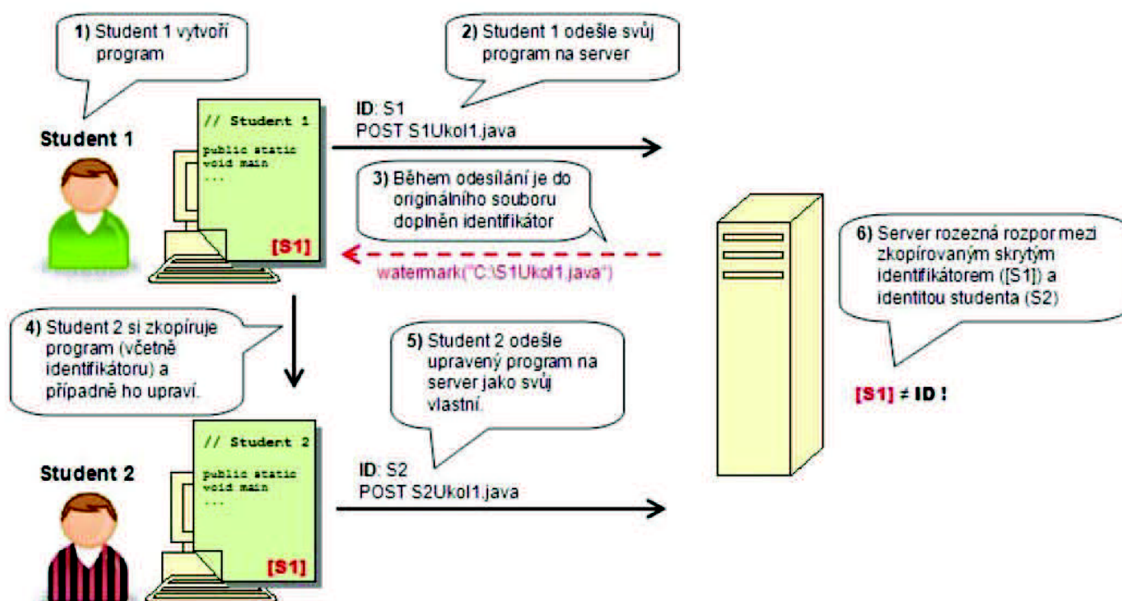 1) Student 1 vytvoří
program
2) Student 1 odešle svůj
program na server
Student 1
// Student 1
public static
void main
...
[S1]
ID: S1
POST S1Ukol1.java
3) Během odesílání je do
originálního souboru
doplněn identifikátor
watermark("C:\S1Ukol1.java")
4) Student 2 si zkopíruje
program (včetně
identifikátoru) a
případně ho upraví.
5) Student 2 odešle
upravený program na
server jako svůj
vlastní.
6) Server rozezná rozpor mezi
zkopírovaným skrytým
identifikátorem ([S1]) a
identitou studenta (S2)
[S1] ≠ ID !
Student 2
// Student 2
public static
void main
...
[S1]
ID: S2
POST S2Ukol1.java